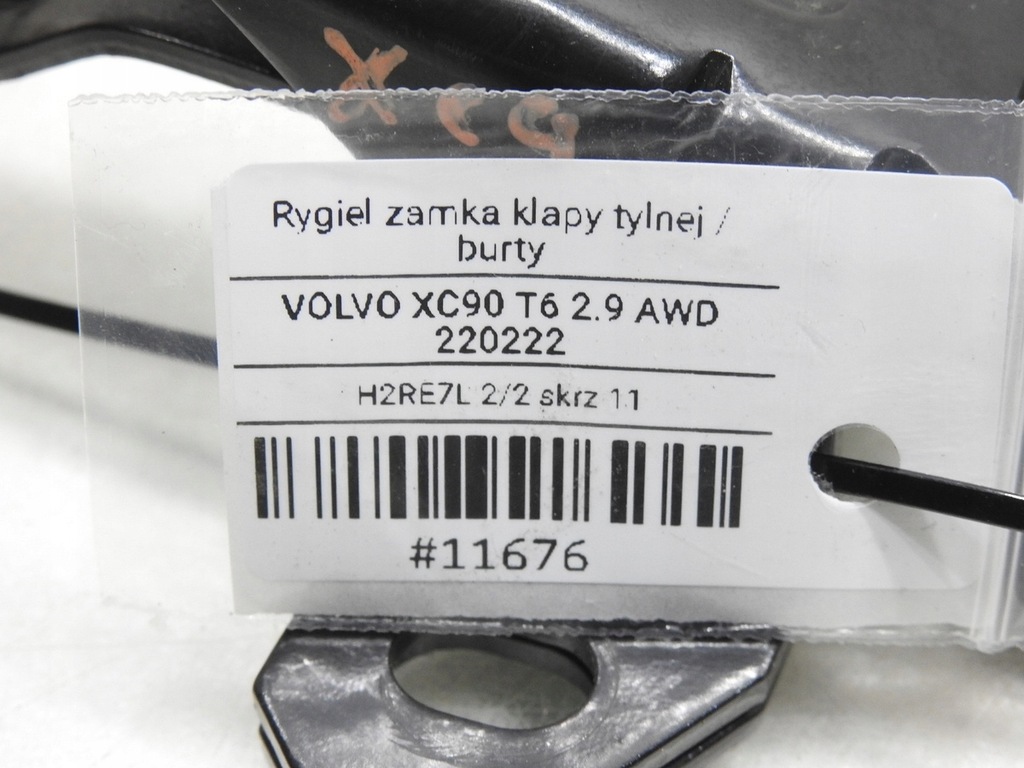 Rygiel zamka klapy tylnej /
burty
VOLVO XC90 T6 2.9 AWD
220222
H2RE7L 2/2 skrz 11
#11676